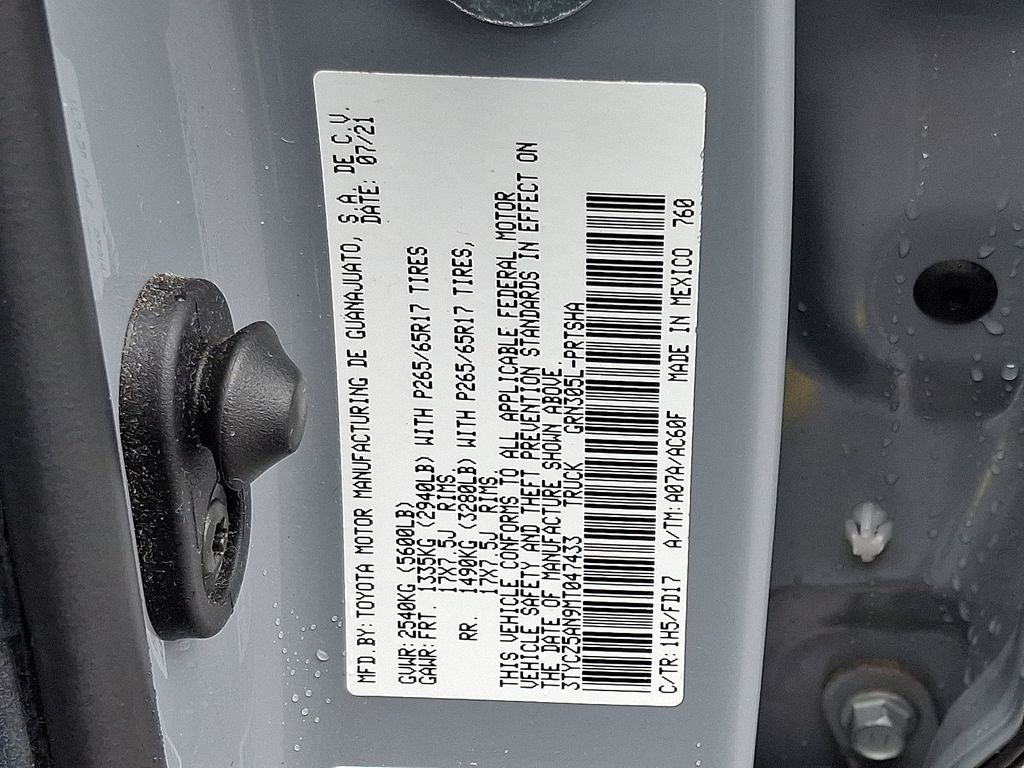 MFD.BY: TOYOTA MOTOR MANUFACTURING DE GUANAJUATO, S.A. DE C.V.
DATE: 07/21
GVWR:2540KG (5600LB)
GAWR:FRT. 1335KG (2940LB) WITH P265/65R17 TIRES
17X7.5J RIMS
RR. 1490KG (3280LB) WITH P265/65R17 TIRES,
17X7.5J RIMS
THIS VEHICLE CONFORMS TO ALL APPLICABLE FEDERAL MOTOR
VEHICLE SAFETY AND THEFT PREVENTION STANDARDS IN EFFECT ON
THE DATE OF MANUFACTURE SHOWN ABOVE.
3TYCZ5AN9MT047433 TRUCK GRN305L-PRTSHA
C/TR:1H5/FD17 A/TM:A07A/AC60F MADE IN MEXICO 760